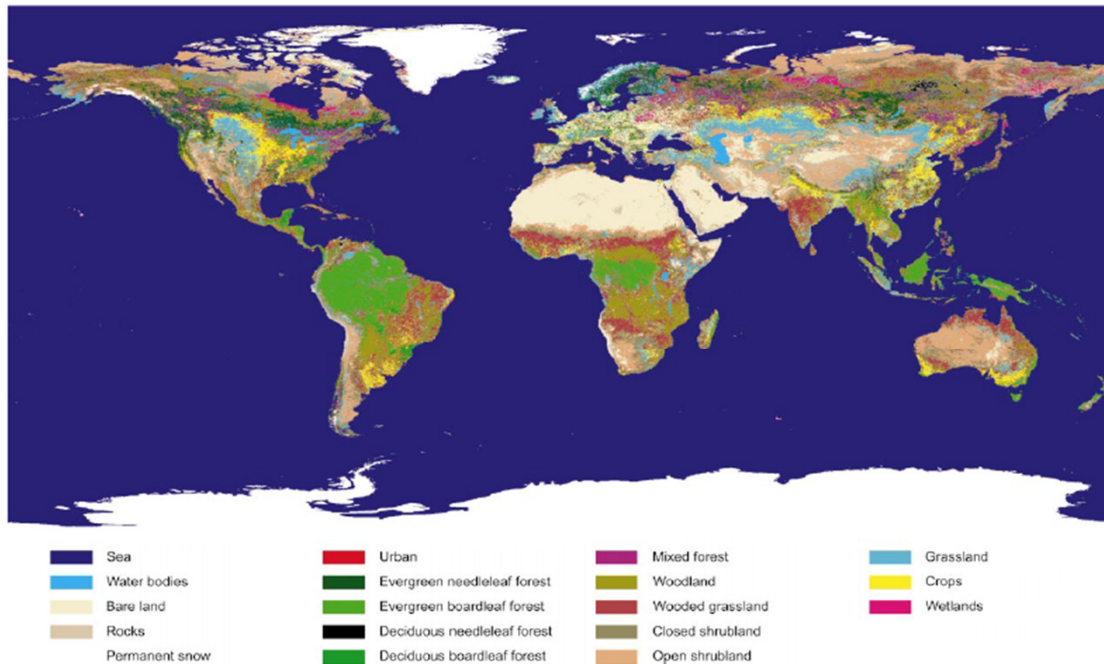 Sea
Water bodies
Bare land
Rocks
Permanent snow
Urban
Evergreen needleleaf forest
Evergreen boardleaf forest
Deciduous needleleaf forest
Deciduous boardleaf forest
Mixed forest
Woodland
Wooded grassland
Closed shrubland
Open shrubland
Grassland
Crops
Wetlands